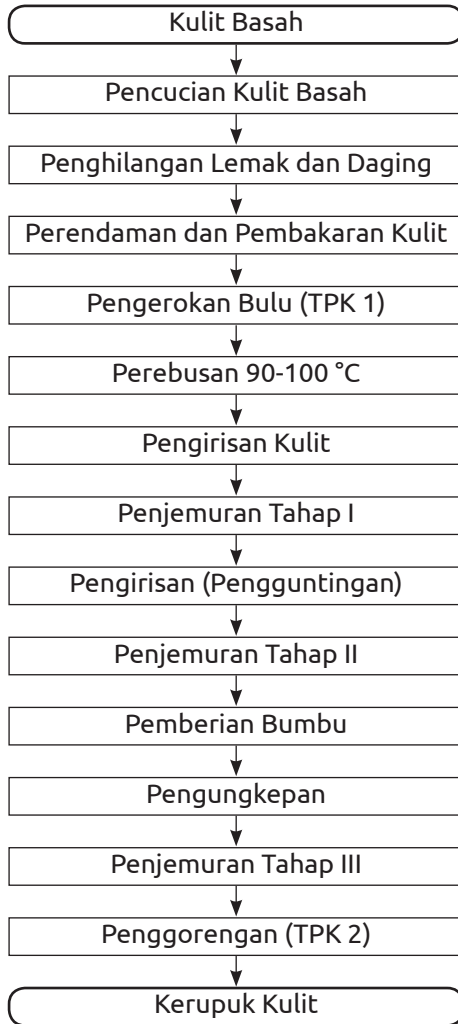 Kulit Basah
Pencucian Kulit Basah
Penghilangan Lemak dan Daging
Perendaman dan Pembakaran Kulit
Pengerokan Bulu (TPK 1)
Perebusan 90-100 °C
Pengirisan Kulit
Penjemuran Tahap I
Pengirisan (Pengguntingan)
Penjemuran Tahap II
Pemberian Bumbu
Pengungkepan
Penjemuran Tahap III
Penggorengan (TPK 2)
Kerupuk Kulit